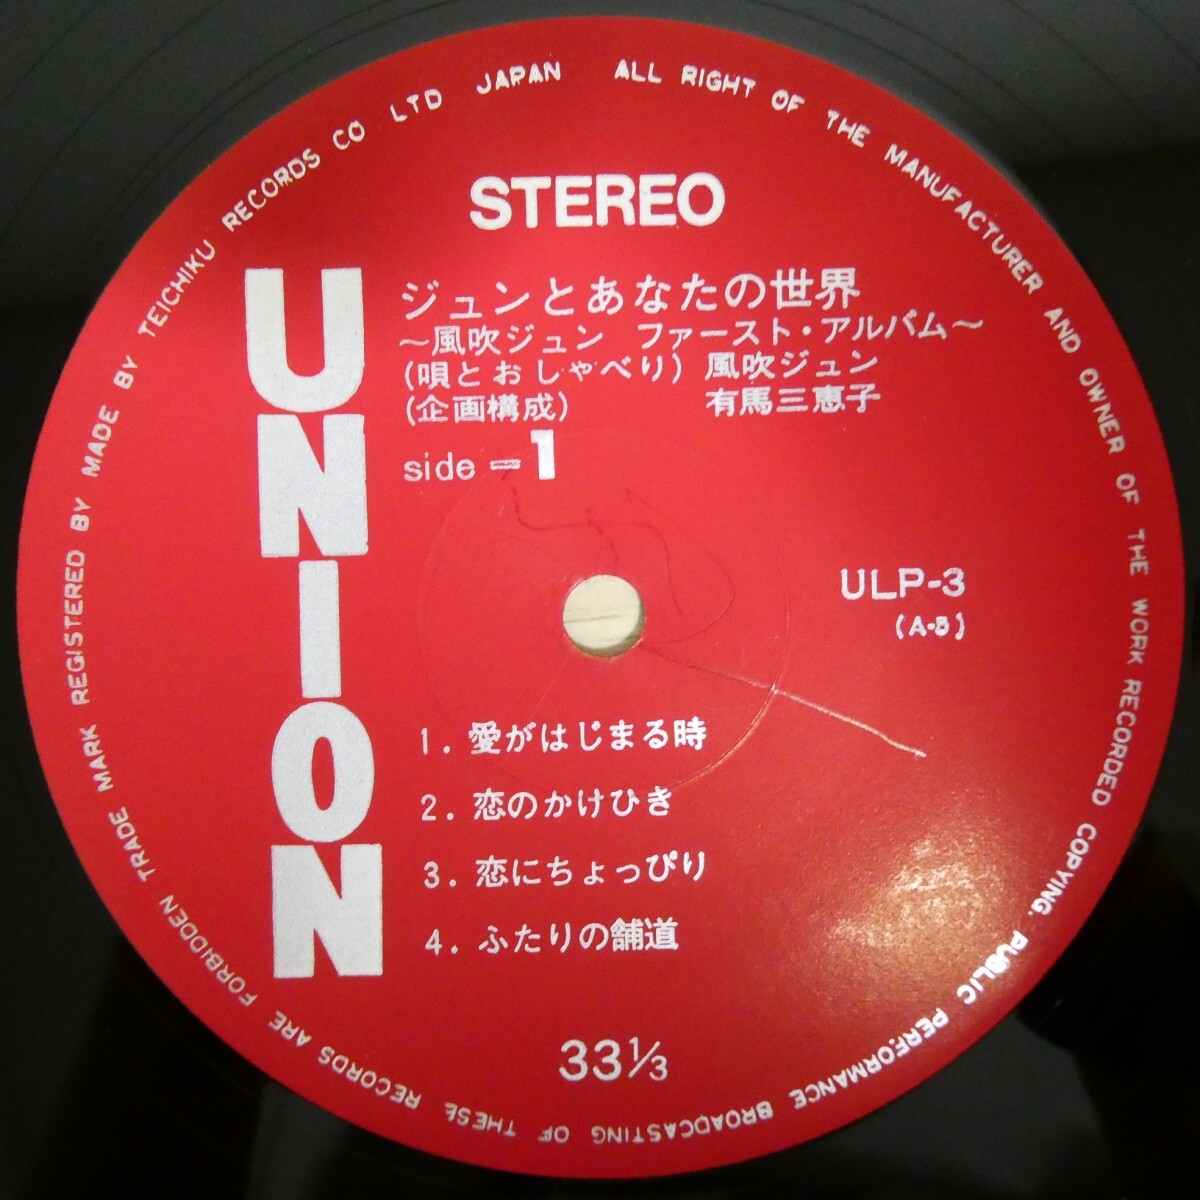 STEREO
UNION
ジュンとあなたの世界
〜風吹ジュン ファースト・アルバム〜
(唄とおしゃべり) 風吹ジュン
(企画構成) 有馬三恵子
side -1
ULP-3
(A-S)
1. 愛がはじまる時
2. 恋のかけひき
3. 恋にちょっぴり
4. ふたりの舗道
33⅓
TRADE MARK REGISTERED BY MADE BY TEICHIKU RECORDS CO LTD JAPAN ALL RIGHT OF THE MANUFACTURER AND OWNER OF THE WORK RECORDED COPYING. PUBLIC PERFORMANCE BROADCASTING OF THESE RECORDS ARE FORBIDDEN